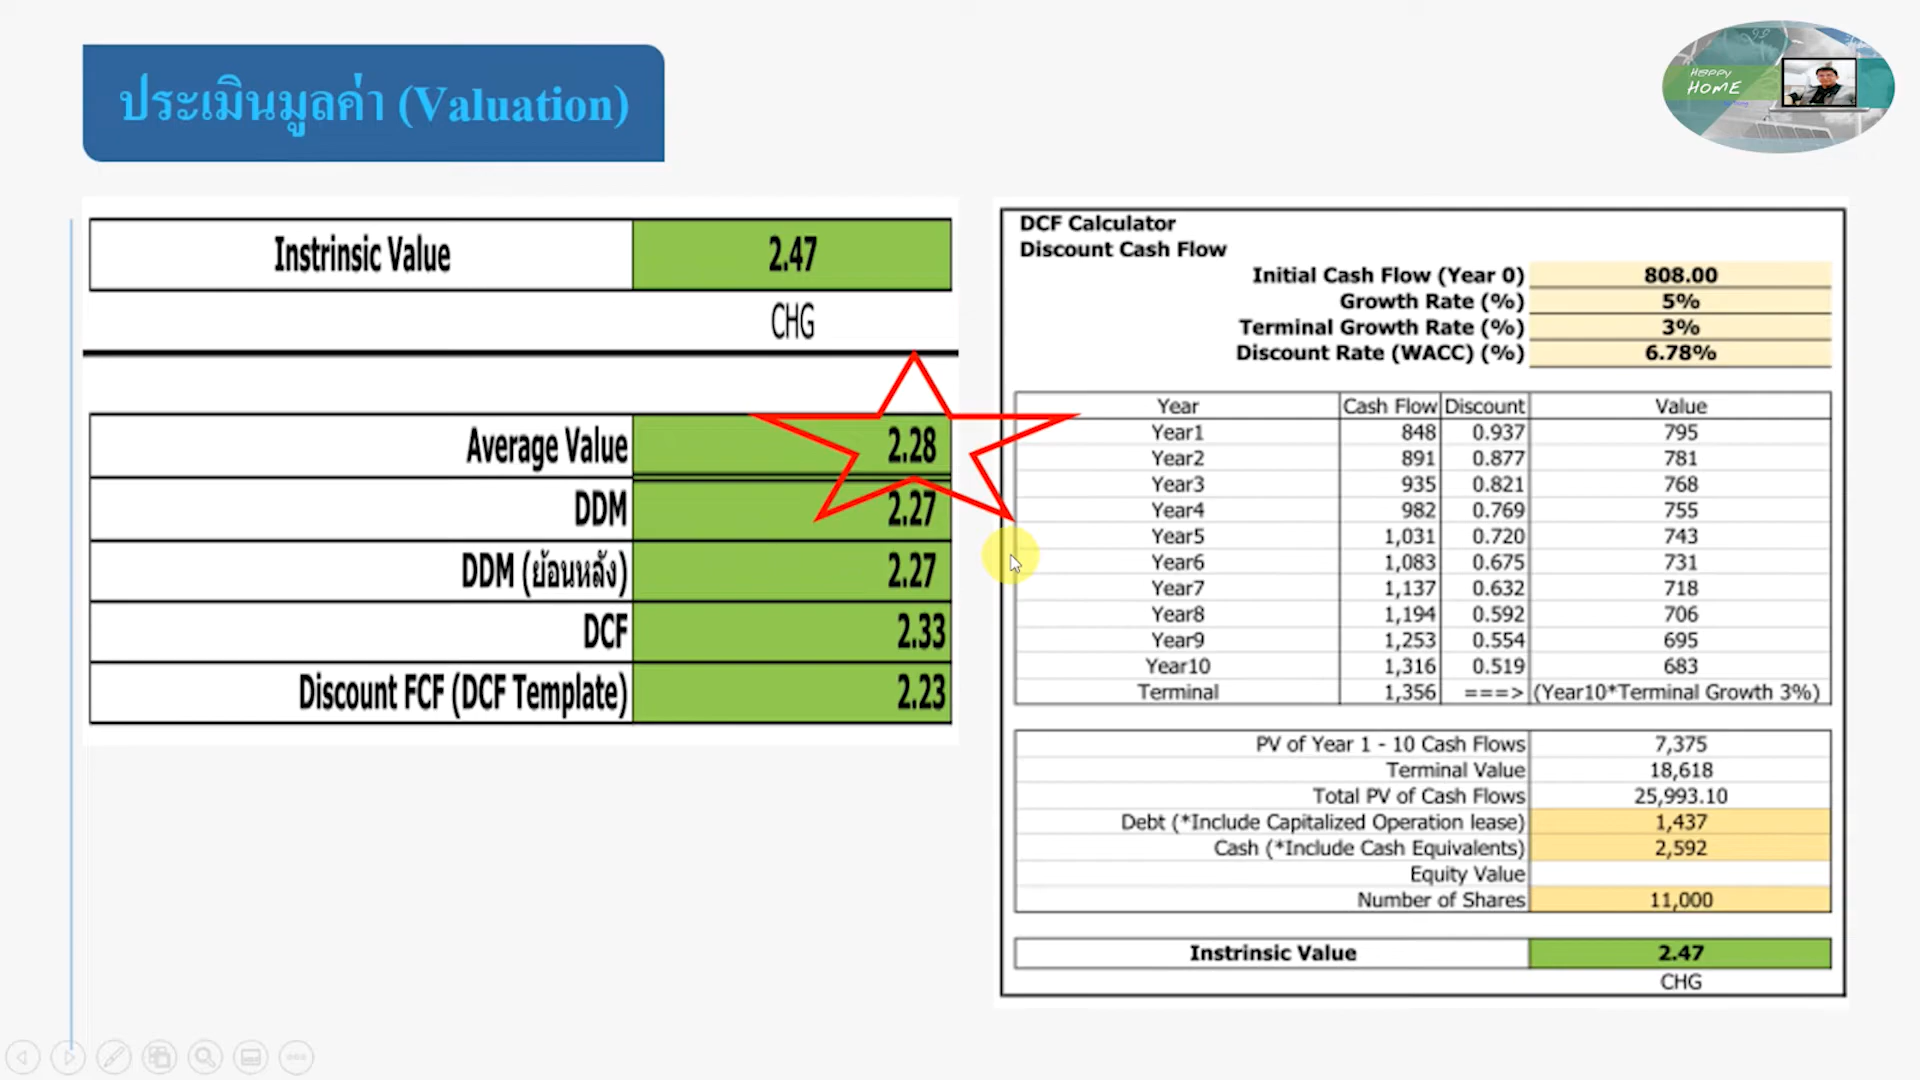 ประเมินมูลค่า (Valuation)
Happy
HOME
Instrinsic Value 2.47
CHG
Average Value 2.28
DDM 2.27
DDM (ย้อนหลัง) 2.27
DCF 2.33
Discount FCF (DCF Template) 2.23
DCF Calculator
Discount Cash Flow
Initial Cash Flow (Year 0) 808.00
Growth Rate (%) 5%
Terminal Growth Rate (%) 3%
Discount Rate (WACC) (%) 6.78%
Year Cash Flow Discount Value
Year1 848 0.937 795
Year2 891 0.877 781
Year3 935 0.821 768
Year4 982 0.769 755
Year5 1,031 0.720 743
Year6 1,083 0.675 731
Year7 1,137 0.632 718
Year8 1,194 0.592 706
Year9 1,253 0.554 695
Year10 1,316 0.519 683
Terminal 1,356 ===> (Year10*Terminal Growth 3%)
PV of Year 1 - 10 Cash Flows 7,375
Terminal Value 18,618
Total PV of Cash Flows 25,993.10
Debt (*Include Capitalized Operation lease) 1,437
Cash (*Include Cash Equivalents) 2,592
Equity Value
Number of Shares 11,000
Instrinsic Value 2.47
CHG